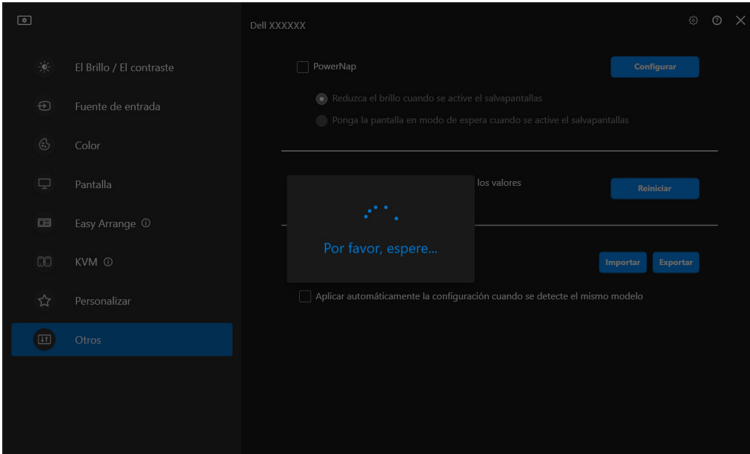 Dell XXXXXX
El Brillo / El contraste
Fuente de entrada
Color
Pantalla
Easy Arrange
KVM
Personalizar
Otros
PowerNap
Configurar
Reduzca el brillo cuando se active el salvapantallas
Ponga la pantalla en modo de espera cuando se active el salvapantallas
los valores
Reiniciar
Por favor, espere...
Importar
Exportar
Aplicar automáticamente la configuración cuando se detecte el mismo modelo